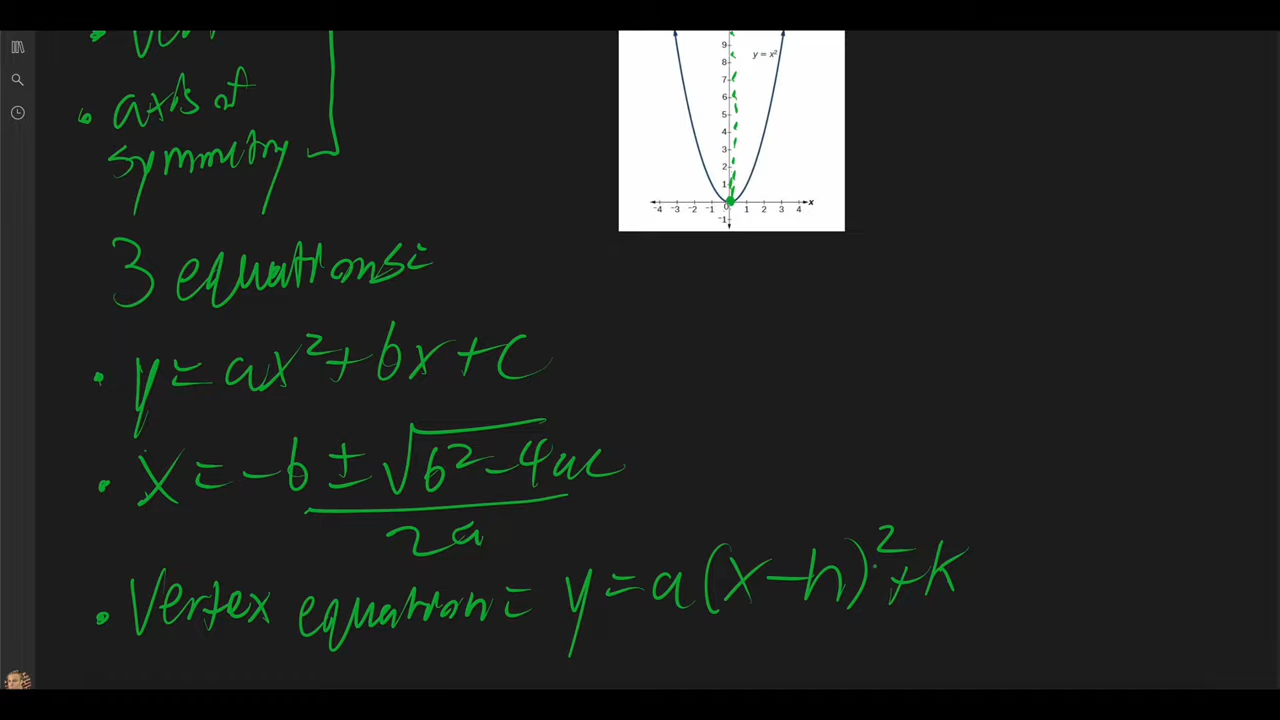 • axis of
symmetry
3 equations:
• y = ax² + bx + c
• x = -b ± √b² - 4ac
2a
• Vertex equation = y = a(x-h)² + k
y = x²
9
8
7
6
5
4
3
2
1
-4 -3 -2 -1 0 1 2 3 4 x
-1